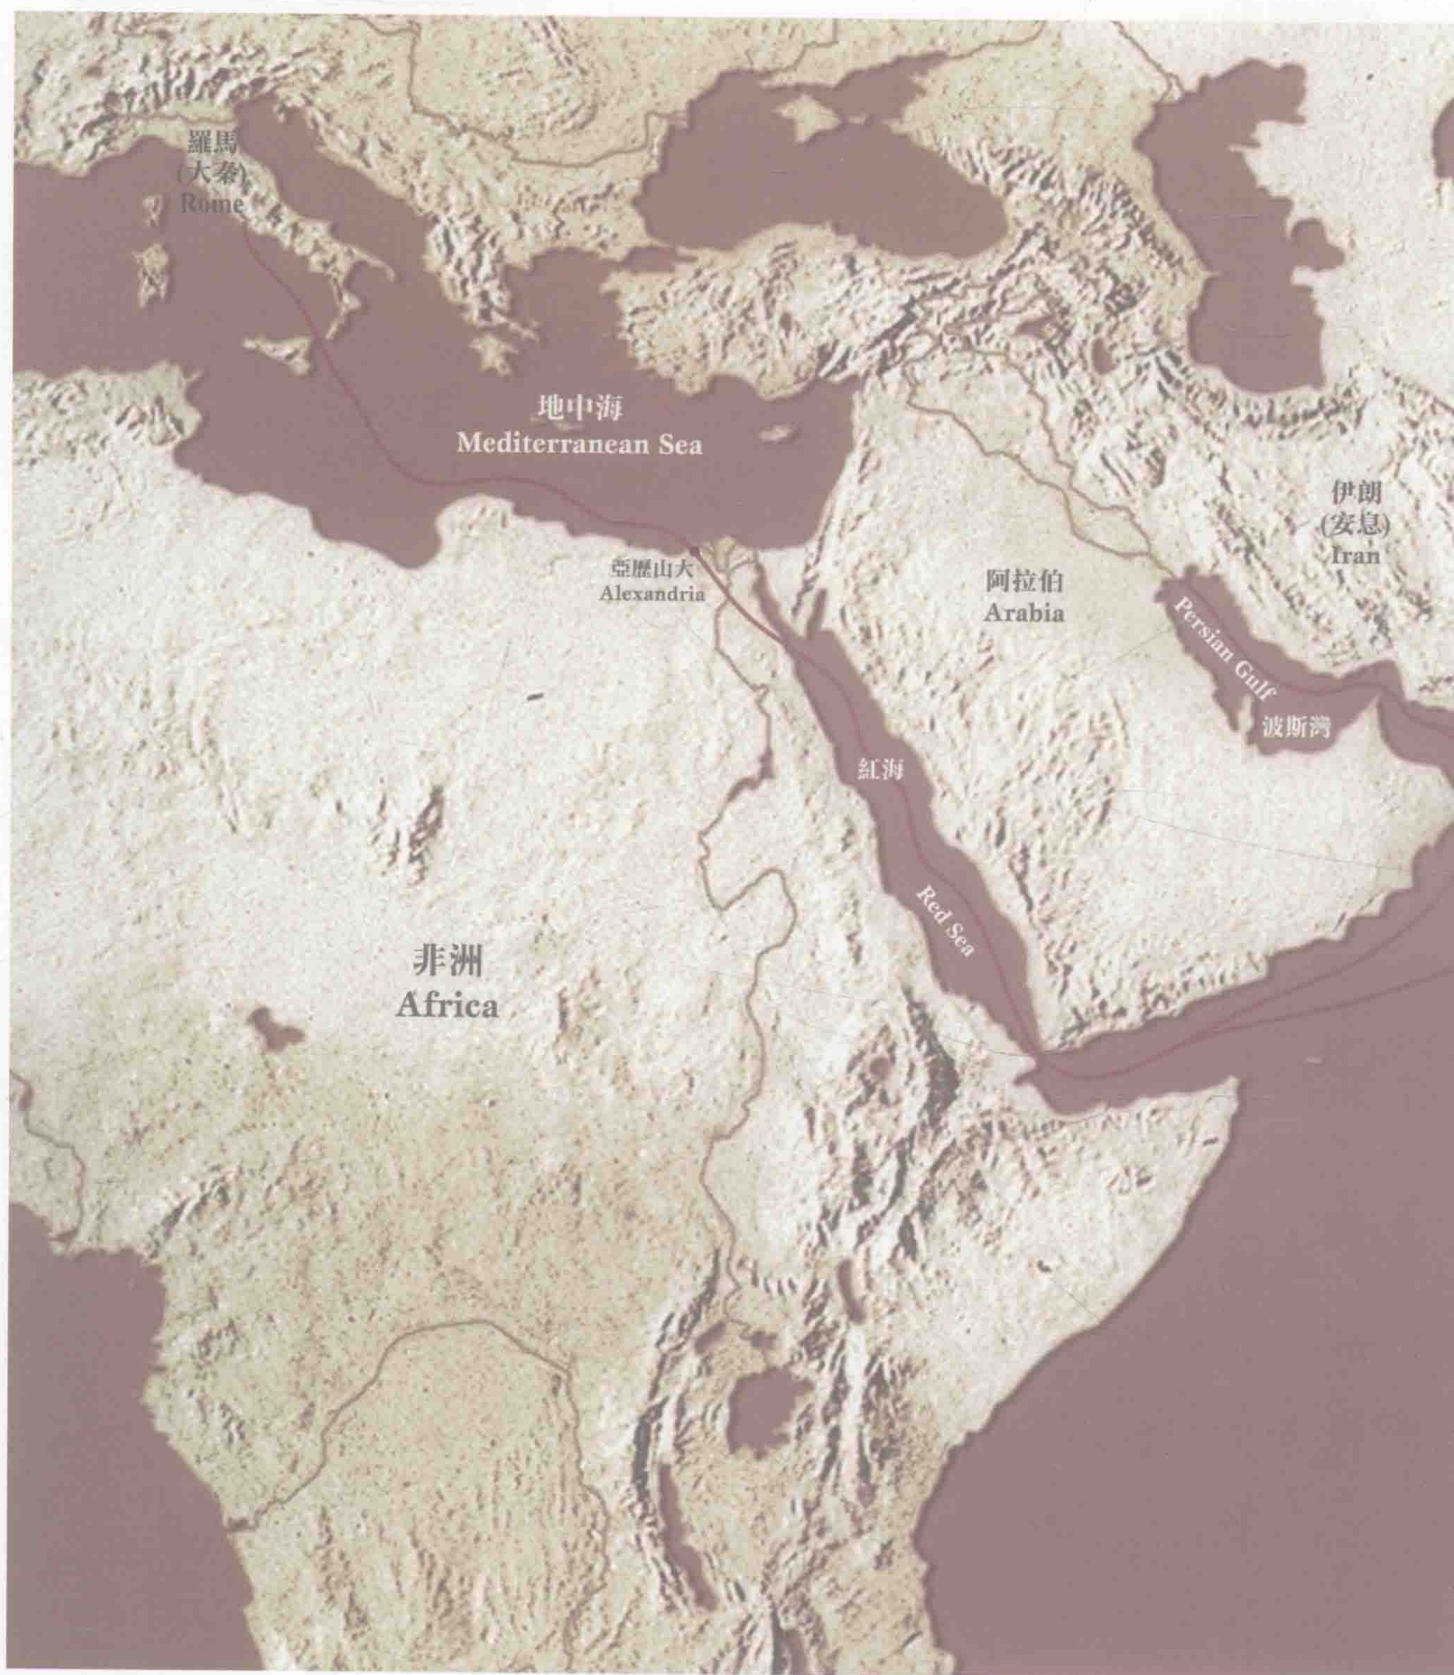 羅馬
(大秦)
Rome
地中海
Mediterranean Sea
伊朗
(安息)
Iran
亞歷山大
Alexandria
阿拉伯
Arabia
Persian Gulf
波斯灣
紅海
Red Sea
非洲
Africa